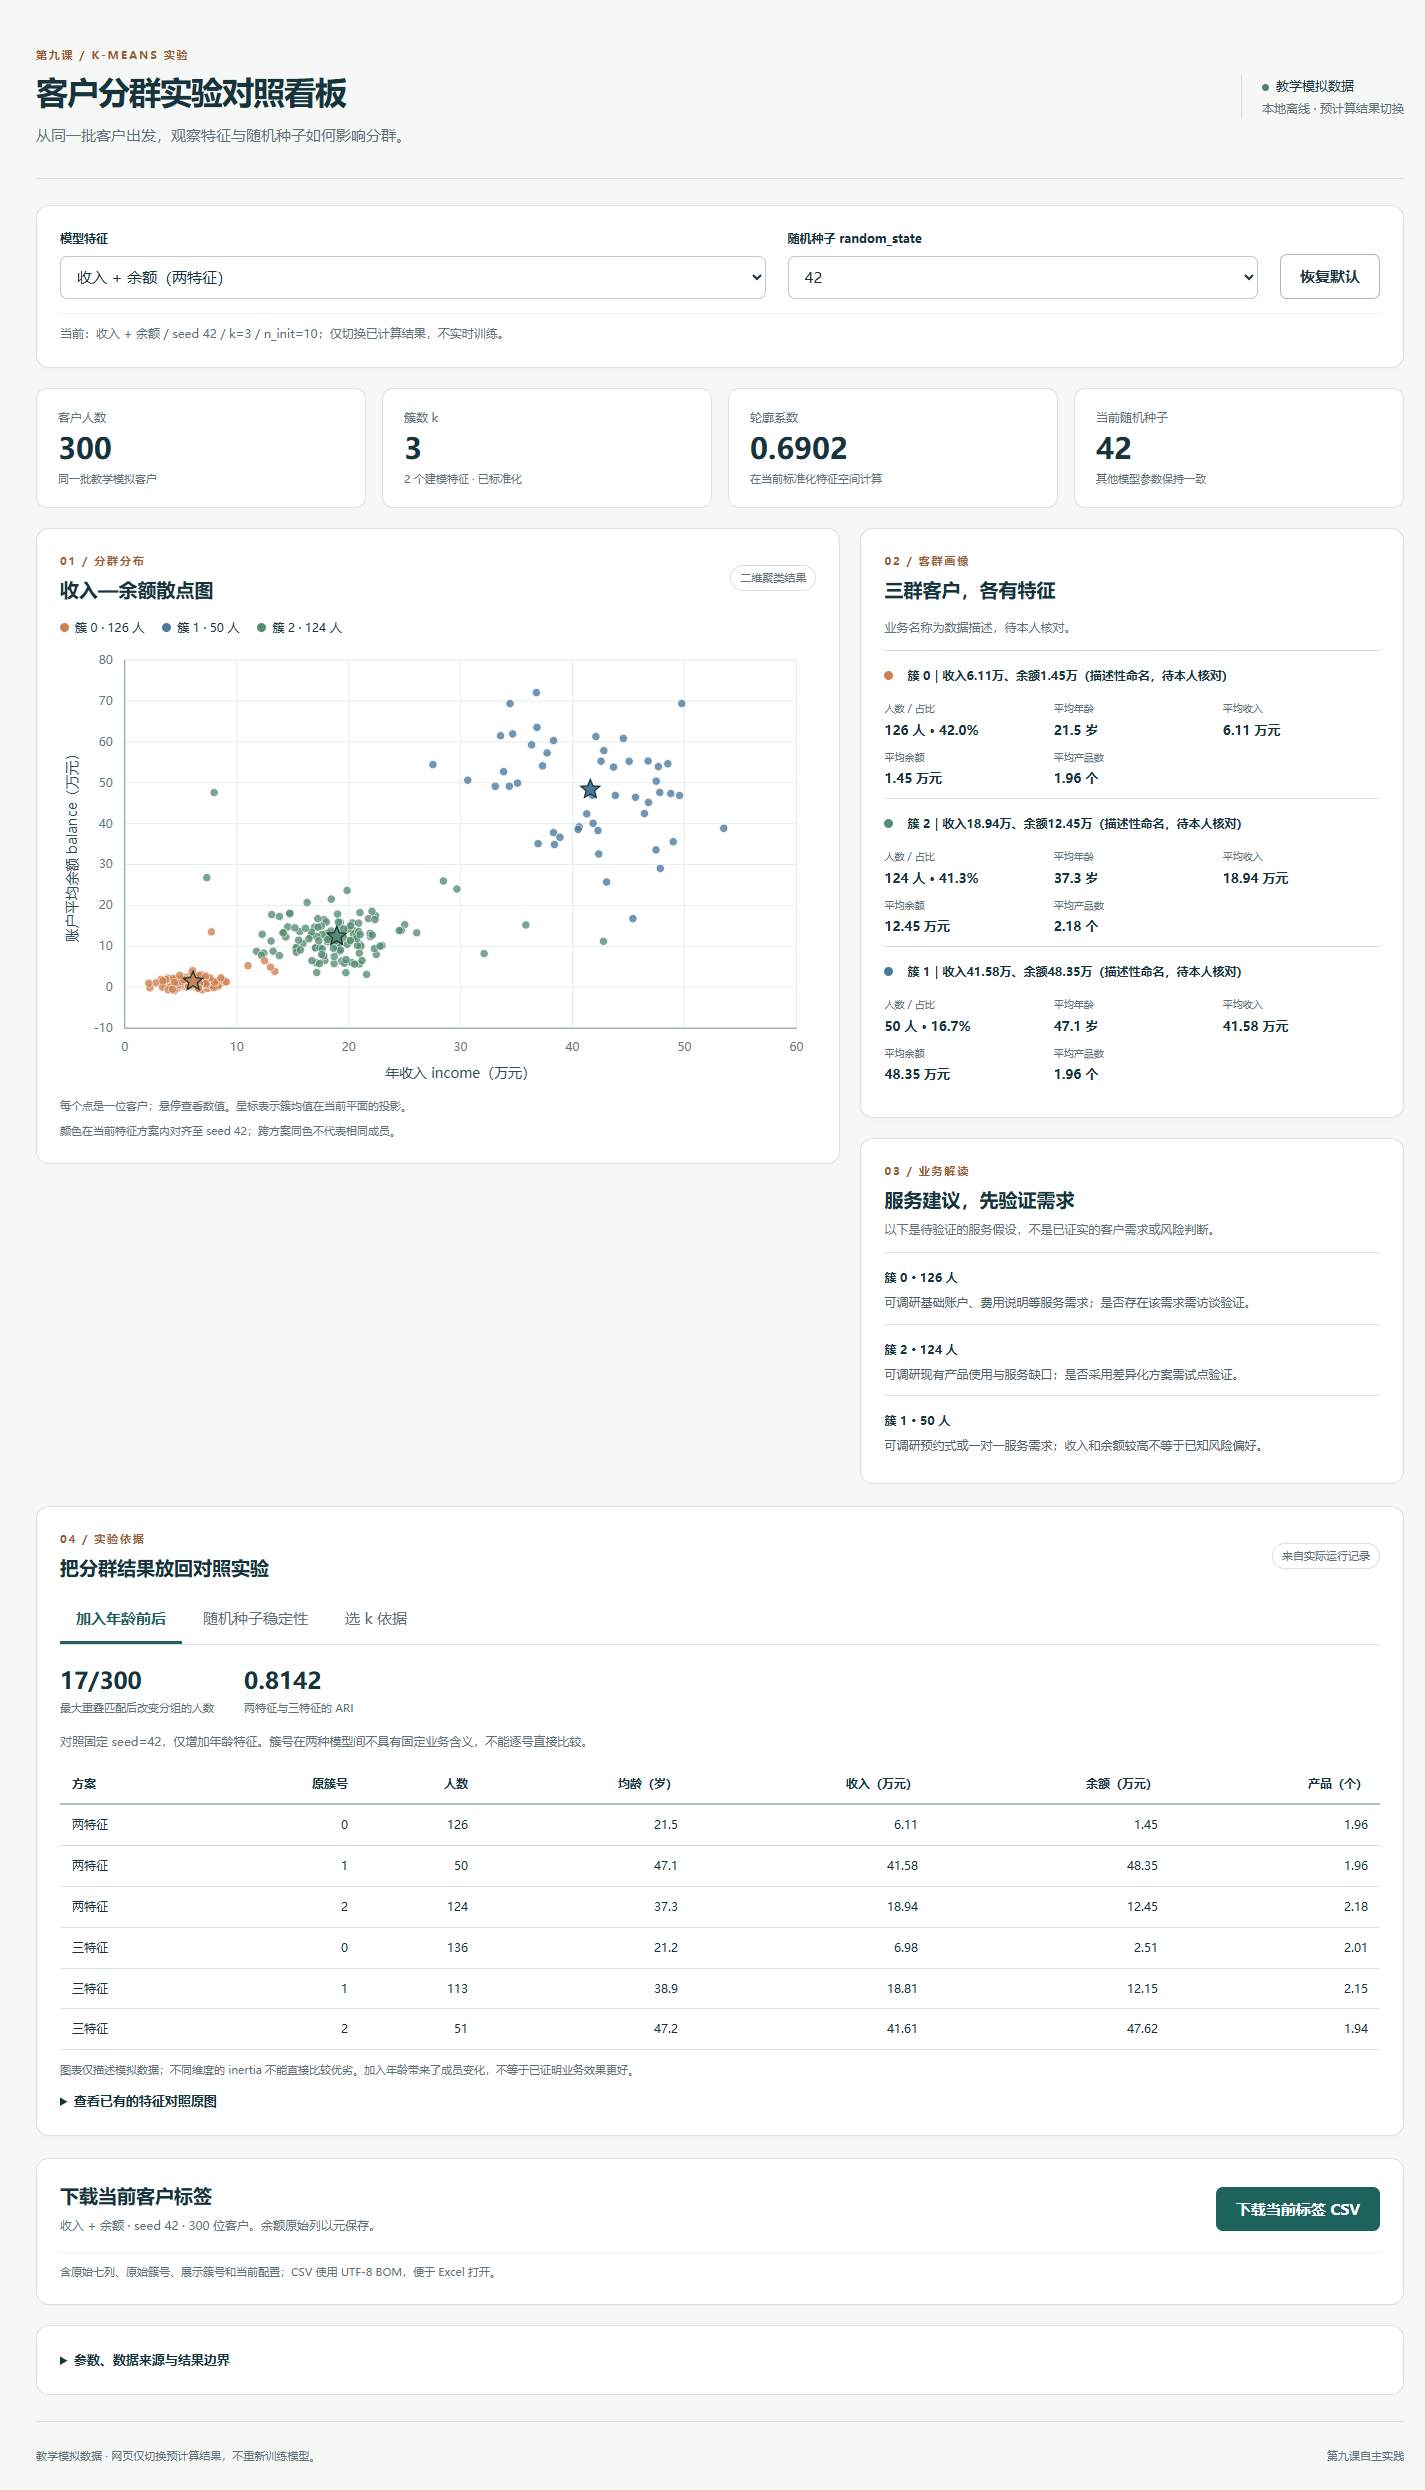 第九课 / K-MEANS 实验
客户分群实验对照看板
从同一批客户出发，观察特征与随机种子如何影响分群。
教学模拟数据
本地离线 · 预计算结果切换
模型特征
收入 + 余额（两特征）
随机种子 random_state
42
恢复默认
当前：收入 + 余额 / seed 42 / k=3 / n_init=10；仅切换已计算结果，不实时训练。
客户人数
300
同一批教学模拟客户
簇数 k
3
2 个建模特征 · 已标准化
轮廓系数
0.6902
在当前标准化特征空间计算
当前随机种子
42
其他模型参数保持一致
01 / 分群分布
收入—余额散点图
二维聚类结果
簇 0 · 126 人 簇 1 · 50 人 簇 2 · 124 人
账户平均余额 balance（万元）
80
70
60
50
40
30
20
10
0
-10
0 10 20 30 40 50 60
年收入 income（万元）
每个点是一位客户；悬停查看数值。星标表示簇均值在当前平面的投影。
颜色在当前特征方案内对齐至 seed 42；跨方案同色不代表相同成员。
02 / 客群画像
三群客户，各有特征
业务名称为数据描述，待本人核对。
簇 0｜收入6.11万、余额1.45万（描述性命名，待本人核对）
人数 / 占比 平均年龄 平均收入
126 人 • 42.0% 21.5 岁 6.11 万元
平均余额 平均产品数
1.45 万元 1.96 个
簇 2｜收入18.94万、余额12.45万（描述性命名，待本人核对）
人数 / 占比 平均年龄 平均收入
124 人 • 41.3% 37.3 岁 18.94 万元
平均余额 平均产品数
12.45 万元 2.18 个
簇 1｜收入41.58万、余额48.35万（描述性命名，待本人核对）
人数 / 占比 平均年龄 平均收入
50 人 • 16.7% 47.1 岁 41.58 万元
平均余额 平均产品数
48.35 万元 1.96 个
03 / 业务解读
服务建议，先验证需求
以下是待验证的服务假设，不是已证实的客户需求或风险判断。
簇 0 • 126 人
可调研基础账户、费用说明等服务需求；是否存在该需求需访谈验证。
簇 2 • 124 人
可调研现有产品使用与服务缺口；是否采用差异化方案需试点验证。
簇 1 • 50 人
可调研预约式或一对一服务需求；收入和余额较高不等于已知风险偏好。
04 / 实验依据
把分群结果放回对照实验
来自实际运行记录
加入年龄前后 随机种子稳定性 选 k 依据
17/300 0.8142
最大重叠匹配后改变分组的人数 两特征与三特征的 ARI
对照固定 seed=42，仅增加年龄特征。簇号在两种模型间不具有固定业务含义，不能逐号直接比较。
方案 原簇号 人数 均龄（岁） 收入（万元） 余额（万元） 产品（个）
两特征 0 126 21.5 6.11 1.45 1.96
两特征 1 50 47.1 41.58 48.35 1.96
两特征 2 124 37.3 18.94 12.45 2.18
三特征 0 136 21.2 6.98 2.51 2.01
三特征 1 113 38.9 18.81 12.15 2.15
三特征 2 51 47.2 41.61 47.62 1.94
图表仅描述模拟数据；不同维度的 inertia 不能直接比较优劣。加入年龄带来了成员变化，不等于已证明业务效果更好。
▶ 查看已有的特征对照原图
下载当前客户标签
收入 + 余额 · seed 42 · 300 位客户。余额原始列以元保存。
下载当前标签 CSV
含原始七列、原始簇号、展示簇号和当前配置；CSV 使用 UTF-8 BOM，便于 Excel 打开。
▶ 参数、数据来源与结果边界
教学模拟数据 · 网页仅切换预计算结果，不重新训练模型。
第九课自主实践